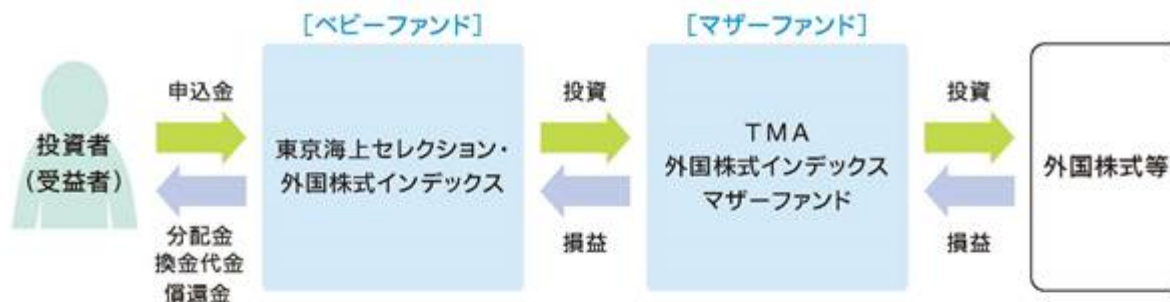 [ベビーファンド]
[マザーファンド]
投資者
(受益者)
申込金
分配金
換金代金
償還金
東京海上セレクション・
外国株式インデックス
投資
損益
TMA
外国株式インデックス
マザーファンド
投資
損益
外国株式等